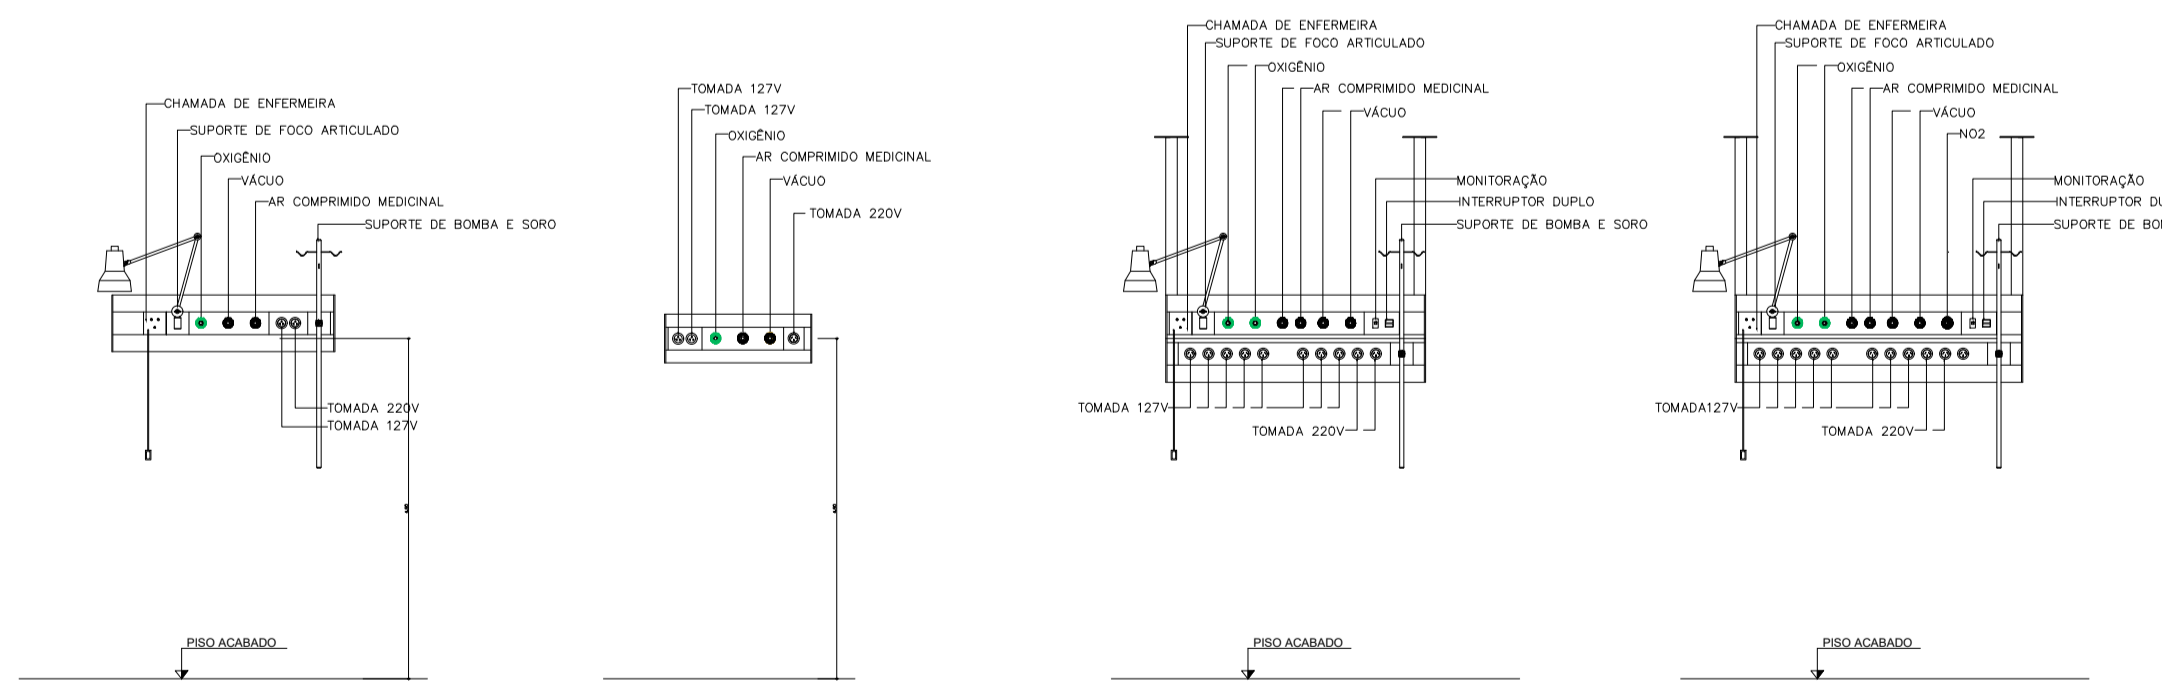 CHAMADA DE ENFERMEIRA
SUPORTE DE FOCO ARTICULADO
OXIGÊNIO
VÁCUO
AR COMPRIMIDO MEDICINAL
SUPORTE DE BOMBA E SORO
TOMADA 220V
TOMADA 127V
PISO ACABADO
TOMADA 127V
TOMADA 127V
OXIGÊNIO
AR COMPRIMIDO MEDICINAL
VÁCUO
TOMADA 220V
CHAMADA DE ENFERMEIRA
SUPORTE DE FOCO ARTICULADO
OXIGÊNIO
AR COMPRIMIDO MEDICINAL
VÁCUO
MONITORAÇÃO
INTERRUPTOR DUPLO
SUPORTE DE BOMBA E SORO
TOMADA 127V
TOMADA 220V
PISO ACABADO
CHAMADA DE ENFERMEIRA
SUPORTE DE FOCO ARTICULADO
OXIGÊNIO
AR COMPRIMIDO MEDICINAL
VÁCUO
NO2
MONITORAÇÃO
INTERRUPTOR
SUPORTE DE
TOMADA127V
TOMADA 220V
PISO ACABADO